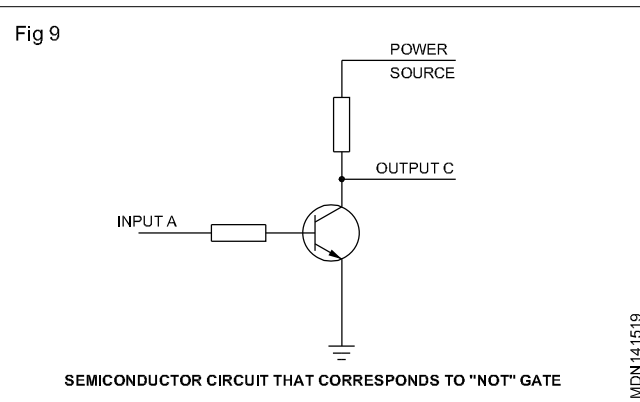 Fig 9
POWER
SOURCE
OUTPUT C
INPUT A
SEMICONDUCTOR CIRCUIT THAT CORRESPONDS TO "NOT" GATE
MDN141519